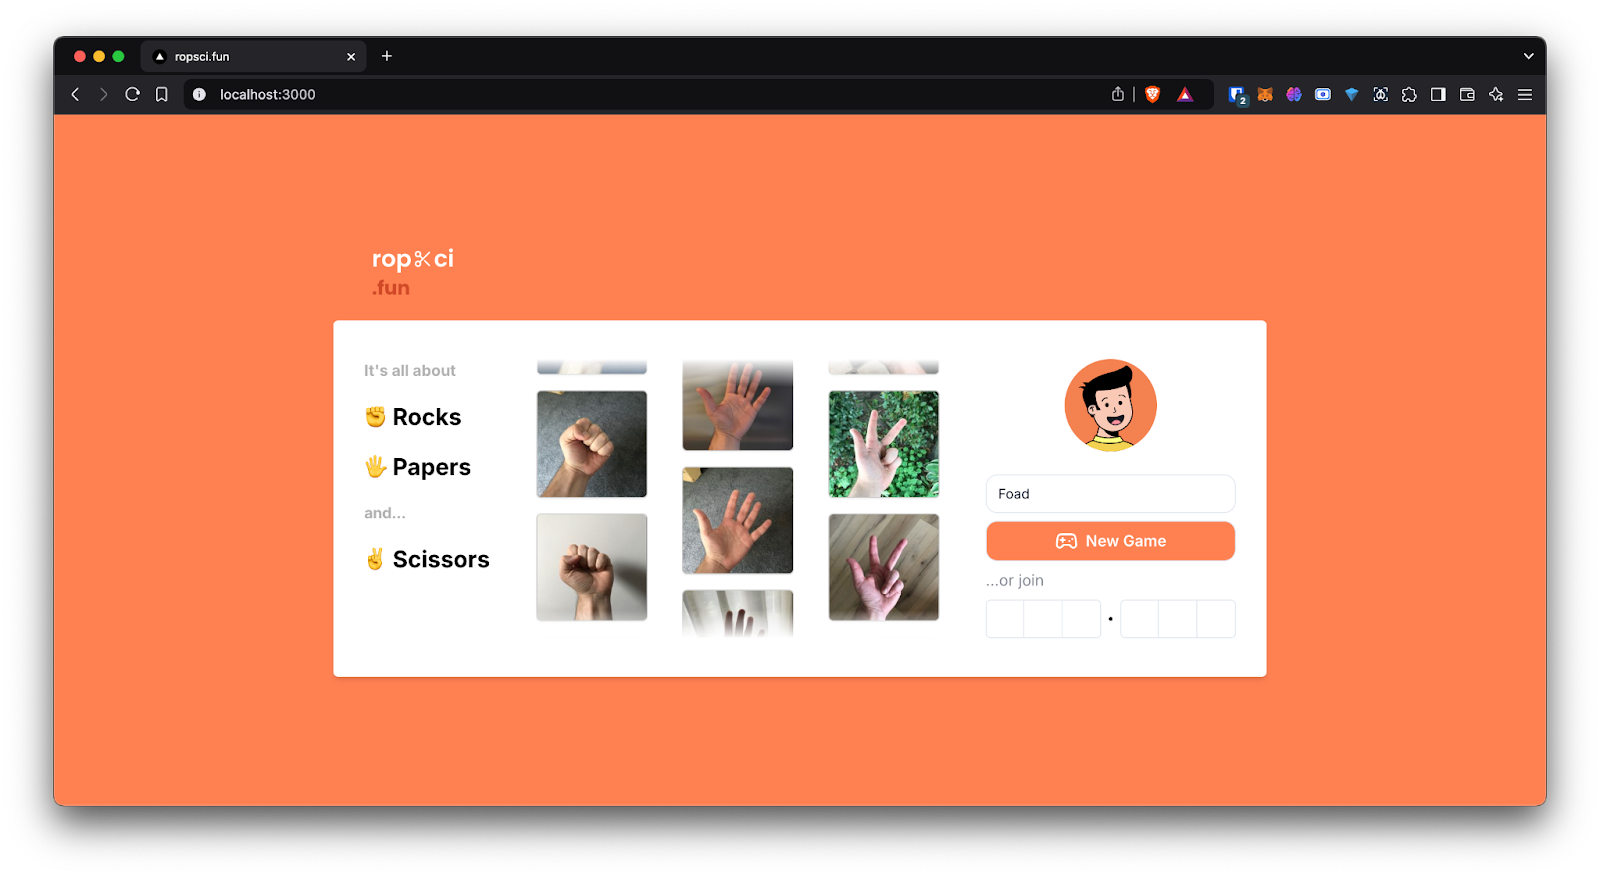 ropsci.fun
localhost:3000
2
rop✂ci
.fun
It's all about
✊ Rocks
🖐 Papers
and...
✌ Scissors
Foad
New Game
...or join